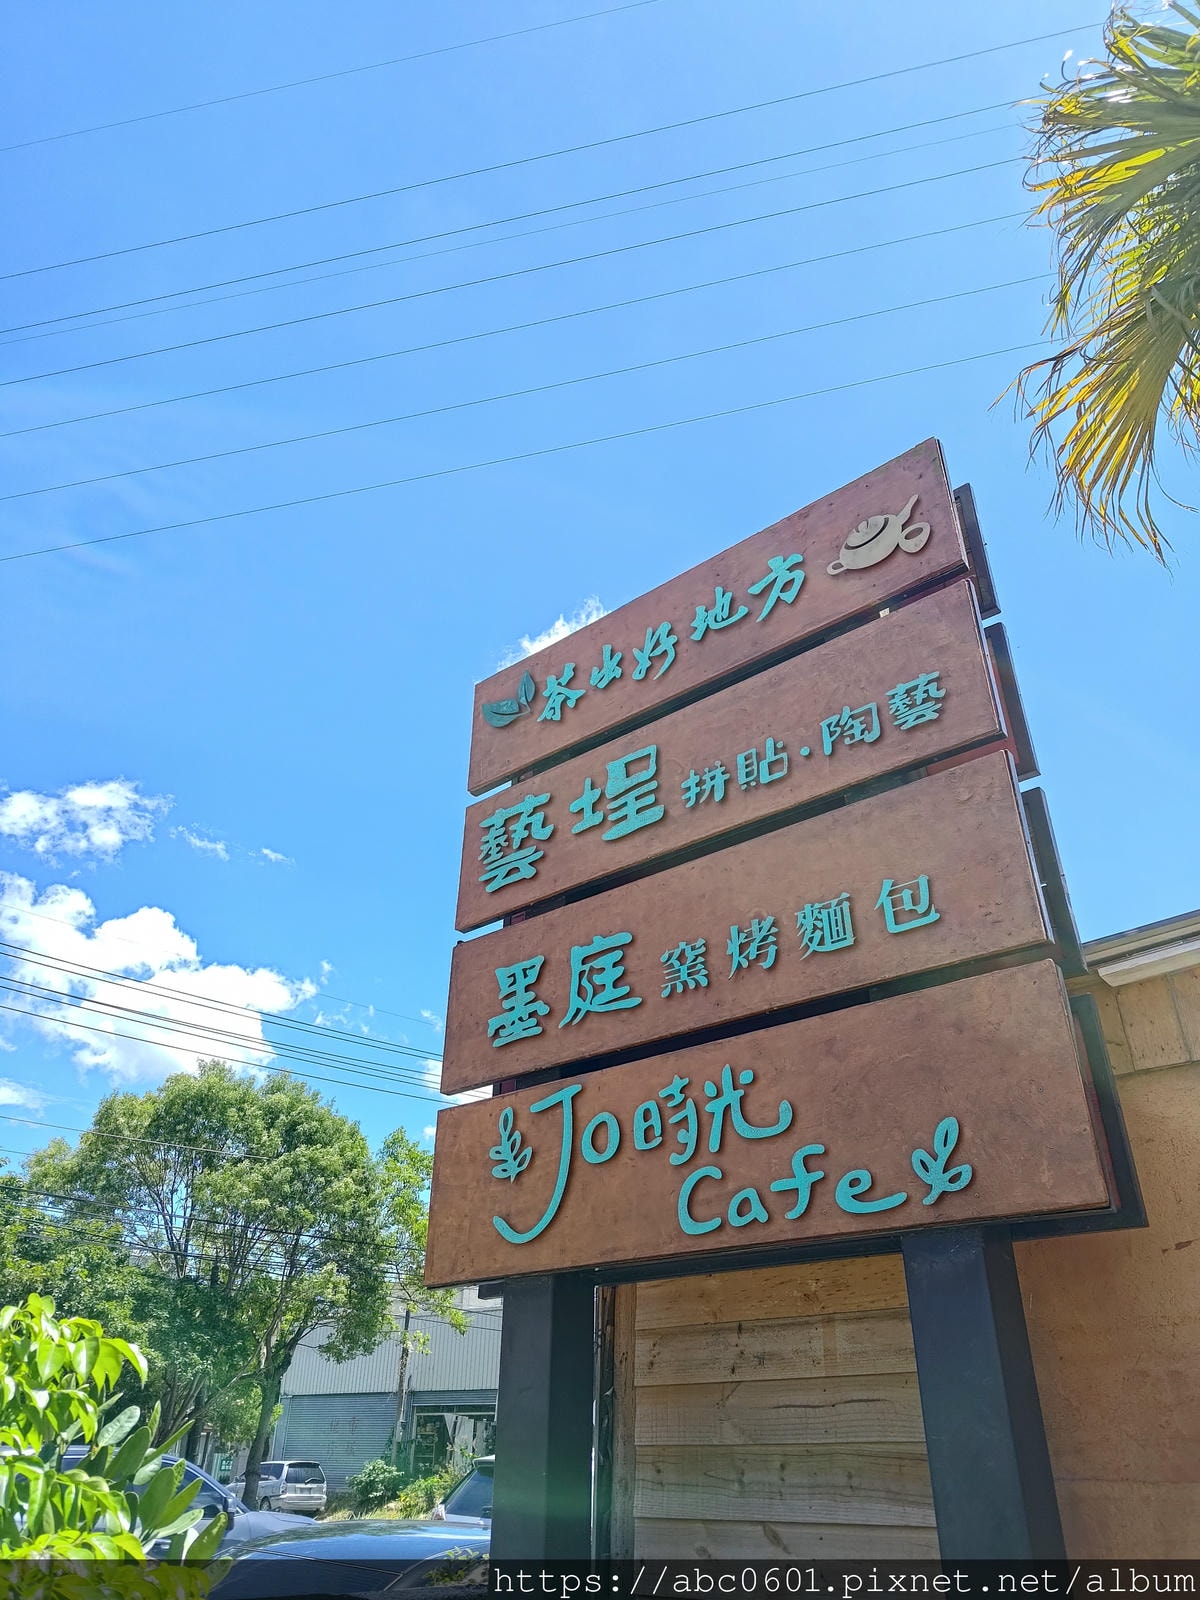 茶出好地方
藝埕 拼貼·陶藝
墨庭 窯烤麵包
Jo時光
Cafe
https://abc0601.pixnet.net/album